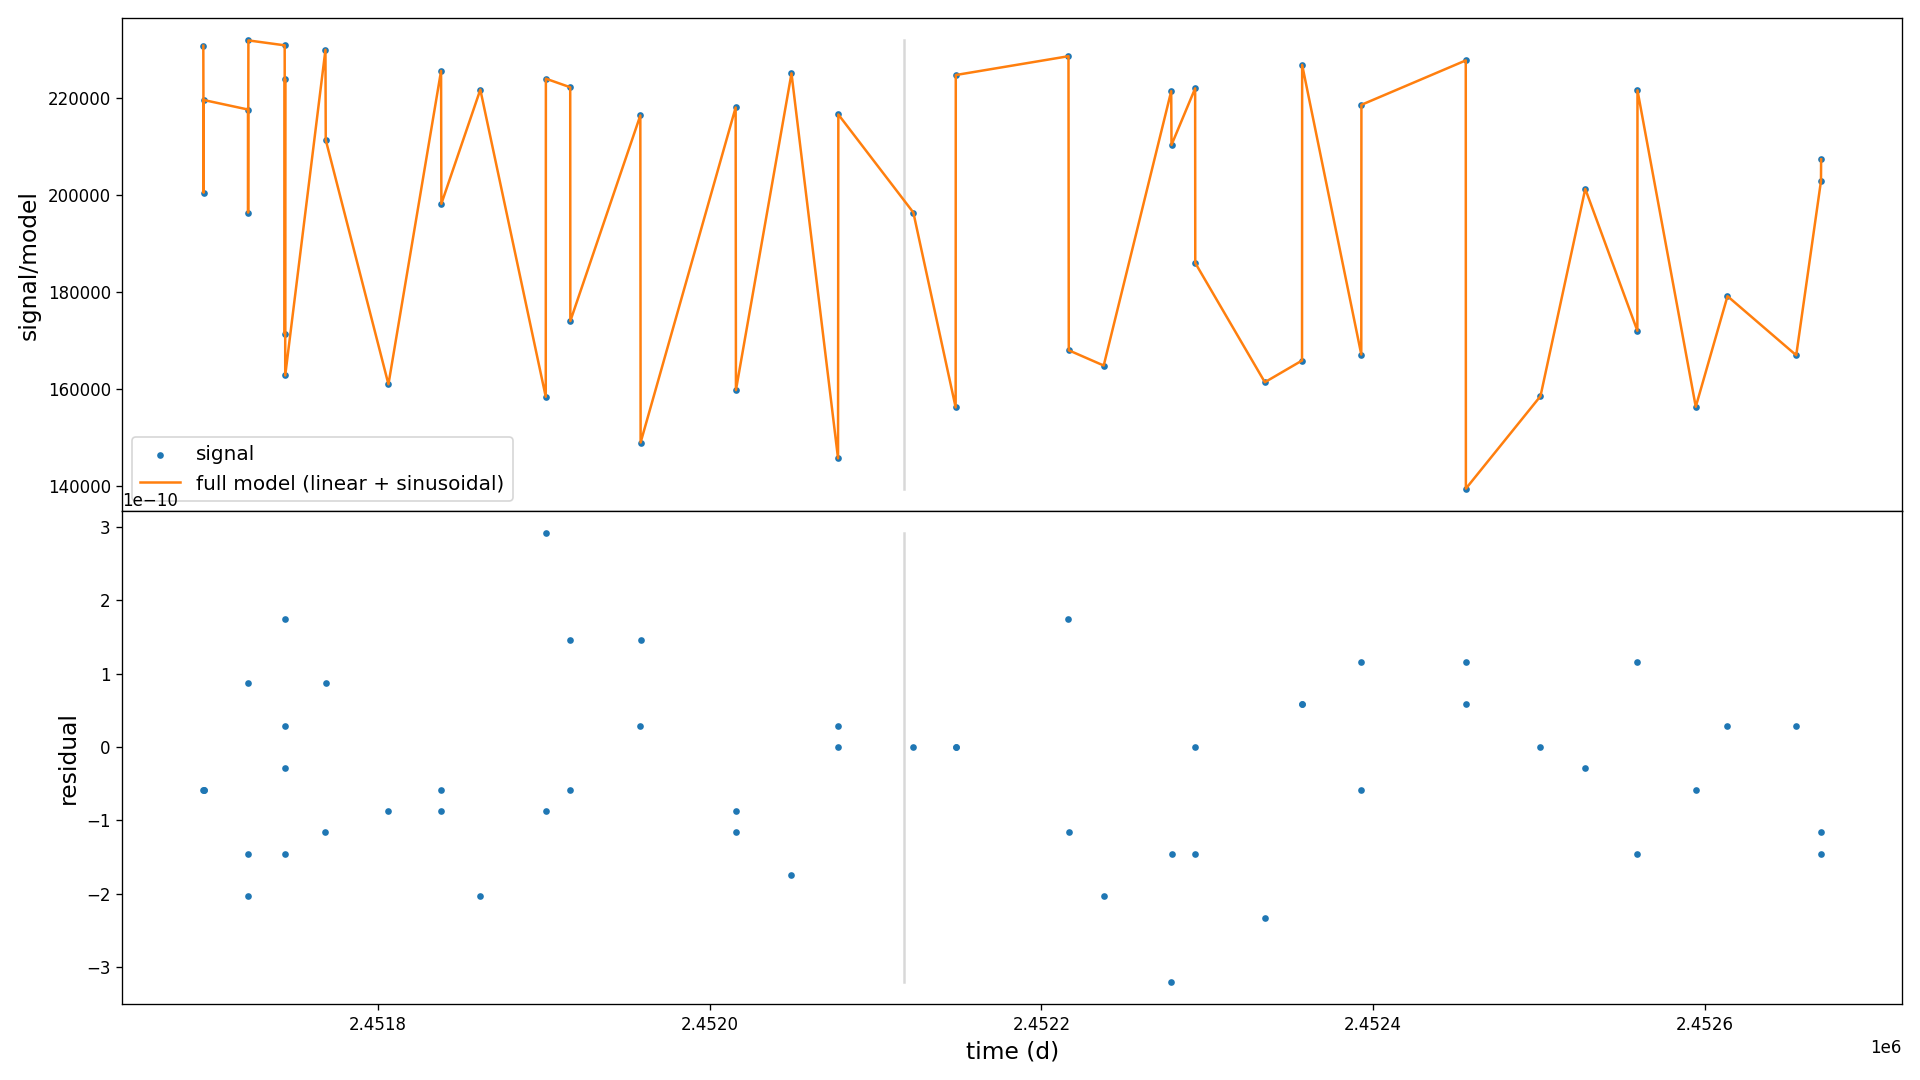 220000
200000
180000
160000
140000
signal/model
signal
full model (linear + sinusoidal)
1e−10
3
2
1
0
−1
−2
−3
residual
2.4518
2.4520
2.4522
2.4524
2.4526
time (d)
1e6